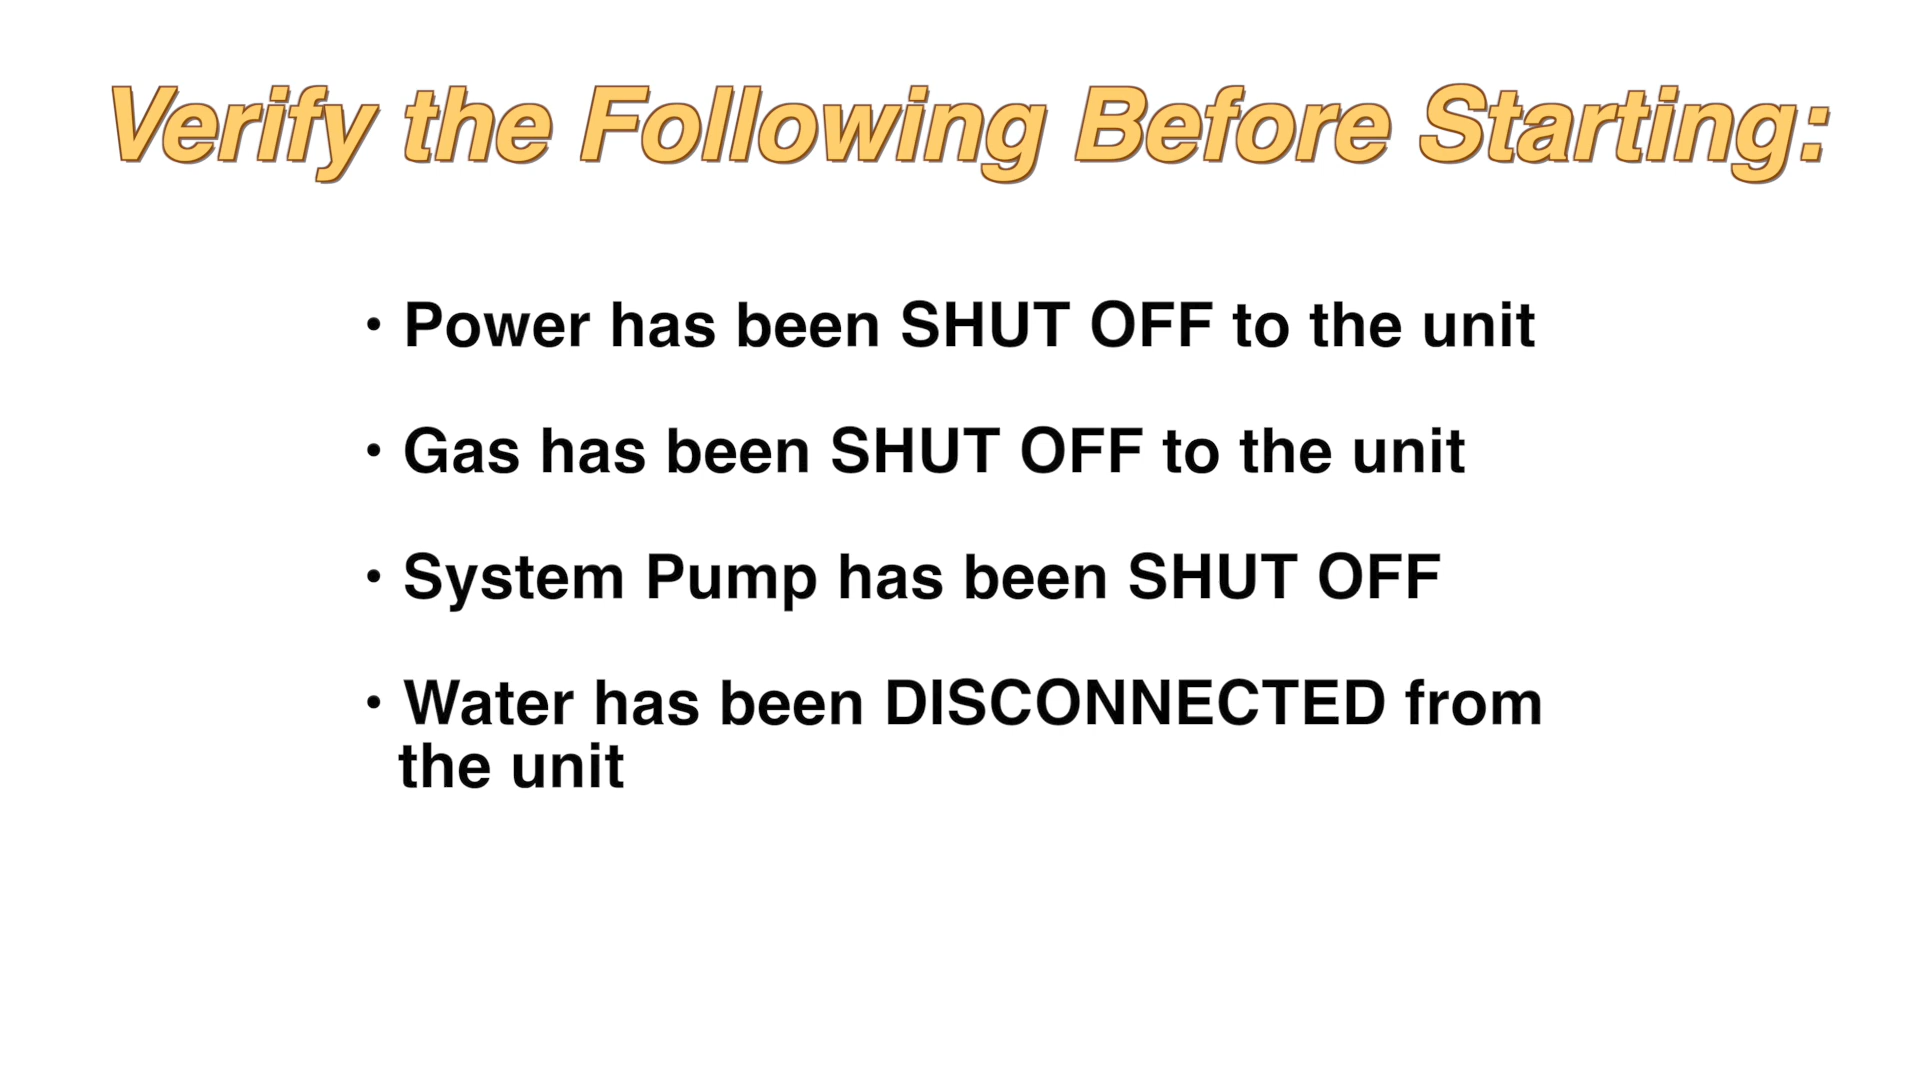 Verify the Following Before Starting:
• Power has been SHUT OFF to the unit
• Gas has been SHUT OFF to the unit
• System Pump has been SHUT OFF
• Water has been DISCONNECTED from
the unit